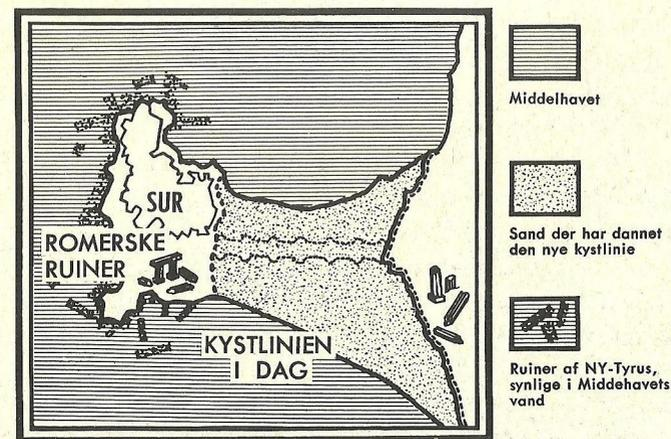 SUR
ROMERSKE
RUINER
KYSTLINIEN
I DAG
Middelhavet
Sand der har dannet
den nye kystlinie
Ruiner af NY-Tyrus,
synlige i Middehavets
vand